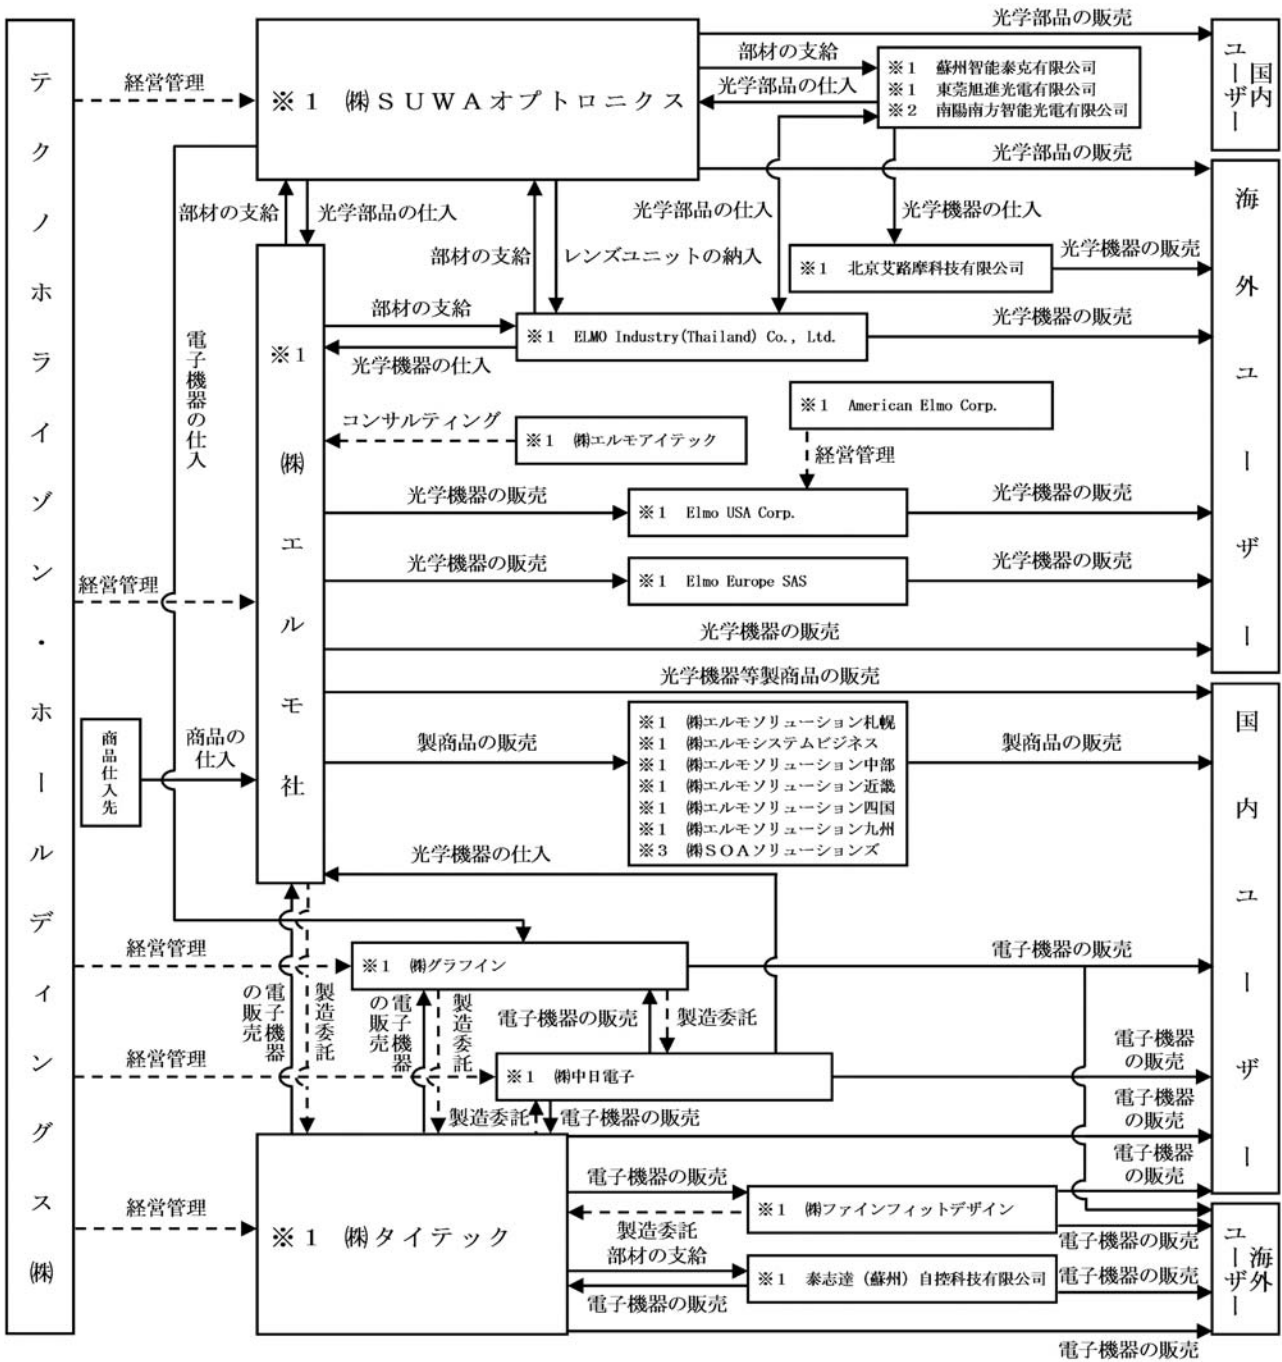 テクノホライゾン・ホールディングス㈱
経営管理
※1　㈱SUWAオプトロニクス
光学部品の販売
部材の支給
光学部品の仕入
※1　蘇州智能泰克有限公司
※1　東莞旭進光電有限公司
※2　南陽南方智能光電有限公司
国内
ユーザー
光学部品の販売
海外ユーザー
部材の支給
光学部品の仕入
部材の支給
レンズユニットの納入
光学部品の仕入
光学機器の仕入
※1　北京艾路摩科技有限公司
光学機器の販売
電子機器の仕入
※1　㈱エルモ社
部材の支給
光学機器の仕入
※1　ELMO Industry(Thailand) Co., Ltd.
光学機器の販売
※1　American Elmo Corp.
コンサルティング
※1　㈱エルモアイテック
経営管理
光学機器の販売
※1　Elmo USA Corp.
光学機器の販売
光学機器の販売
※1　Elmo Europe SAS
光学機器の販売
経営管理
光学機器の販売
光学機器等製商品の販売
国内ユーザー
商品仕入先
商品の
仕入
製商品の販売
※1　㈱エルモソリューション札幌
※1　㈱エルモシステムビジネス
※1　㈱エルモソリューション中部
※1　㈱エルモソリューション近畿
※1　㈱エルモソリューション四国
※1　㈱エルモソリューション九州
※3　㈱SOAソリューションズ
製商品の販売
光学機器の仕入
経営管理
※1　㈱グラフイン
電子機器の販売
電子機器
の販売
製造委託
電子機器
の販売
製造委託
電子機器の販売
製造委託
経営管理
※1　㈱中日電子
電子機器
の販売
製造委託
電子機器の販売
電子機器
の販売
経営管理
※1　㈱タイテック
電子機器の販売
製造委託
※1　㈱ファインフィットデザイン
電子機器
の販売
電子機器の販売
部材の支給
電子機器の販売
※1　泰志達（蘇州）自控科技有限公司
電子機器の販売
海外
ユーザー
電子機器の販売